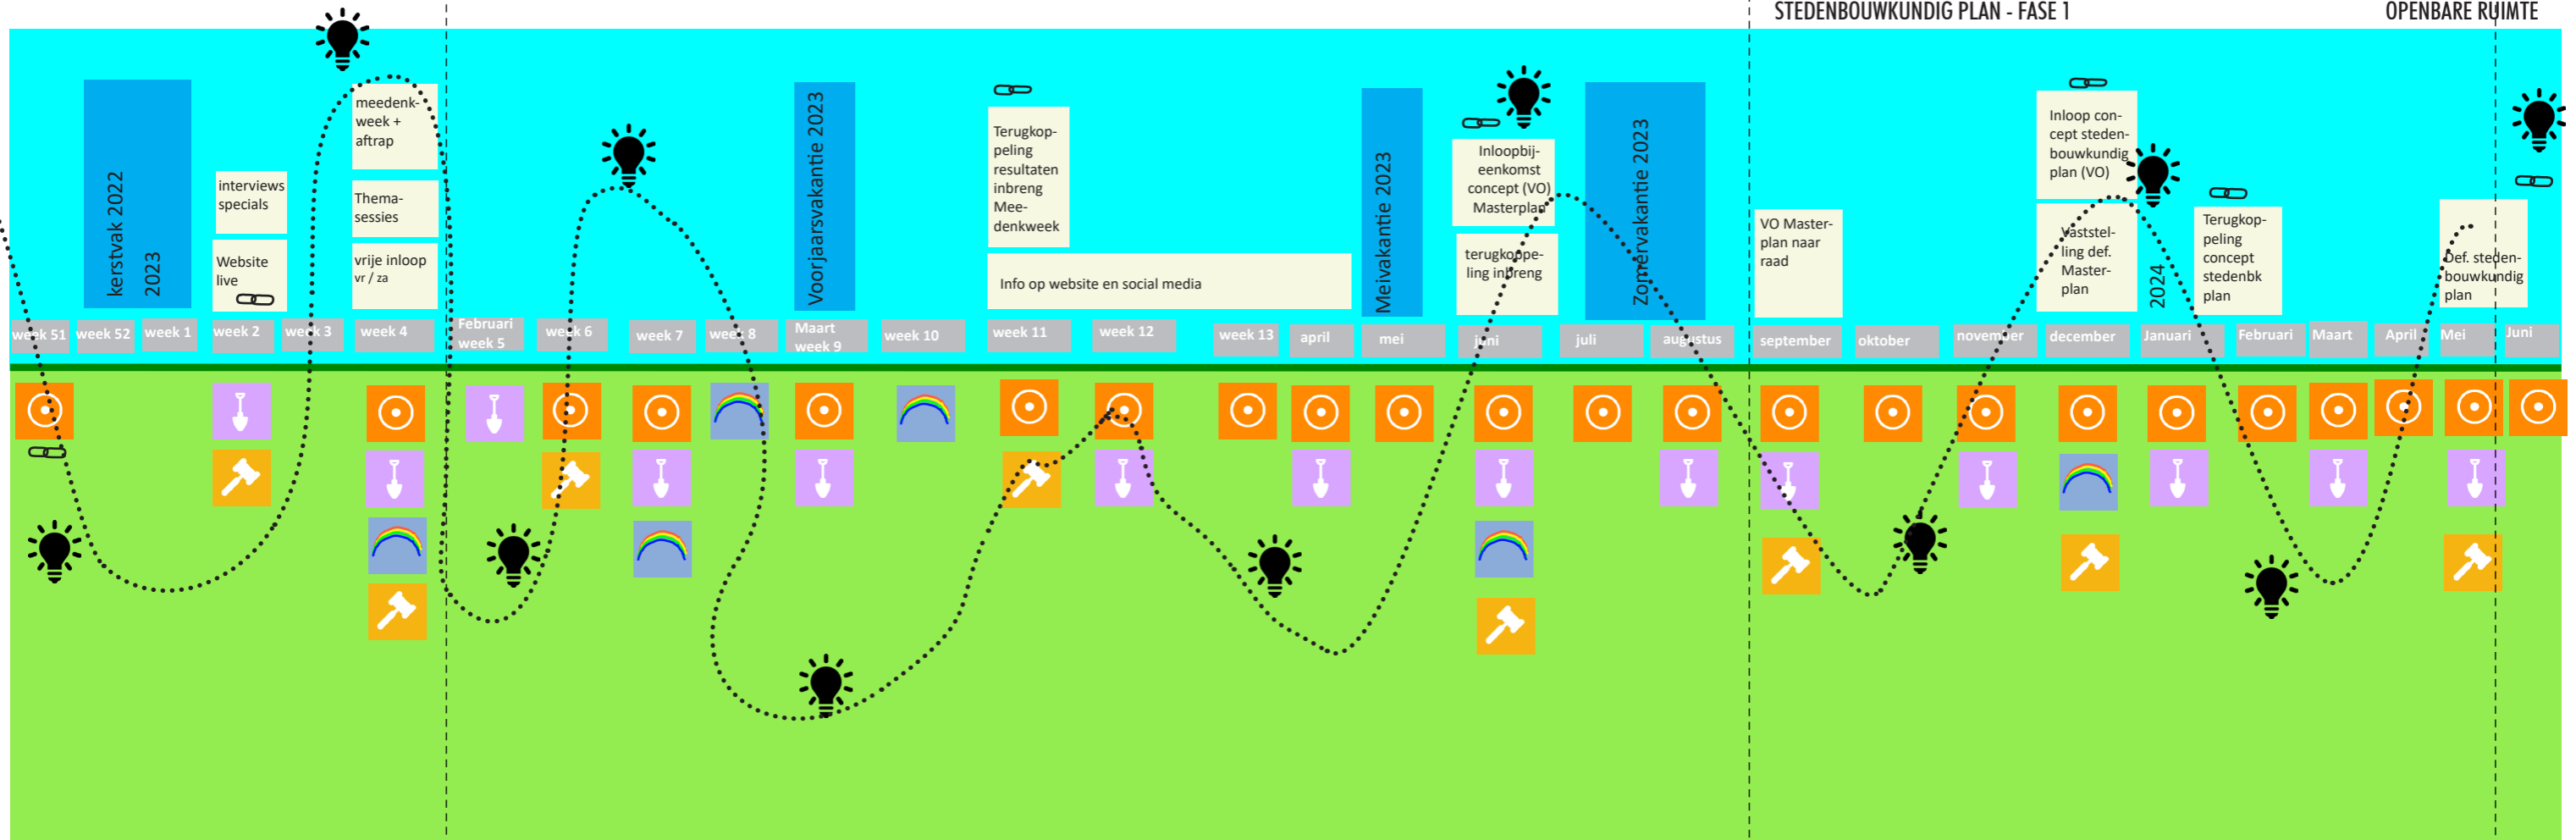 STEDENBOUWKUNDIG PLAN - FASE 1
OPENBARE RUIMTE
kerstvak 2022
2023
interviews
specials
Website
live
meedenk-
week +
aftrap
Thema-
sessies
vrije inloop
vr / za
Voorjaarsvakantie 2023
Terugkop-
peling
resultaten
inbreng
Mee-
denkweek
Info op website en social media
Meivakantie 2023
Inloopbij-
eenkomst
concept (VO)
Masterplan
terugkoppe-
ling inbreng
Zomervakantie 2023
VO Master-
plan naar
raad
Inloop con-
cept steden-
bouwkundig
plan (VO)
Vaststel-
ling def.
Master-
plan
2024
Terugkop-
peling
concept
stedenbk
plan
Def. steden-
bouwkundig
plan
week 51
week 52
week 1
week 2
week 3
week 4
Februari
week 5
week 6
week 7
week 8
Maart
week 9
week 10
week 11
week 12
week 13
april
mei
juni
juli
augustus
september
oktober
november
december
Januari
Februari
Maart
April
Mei
Juni